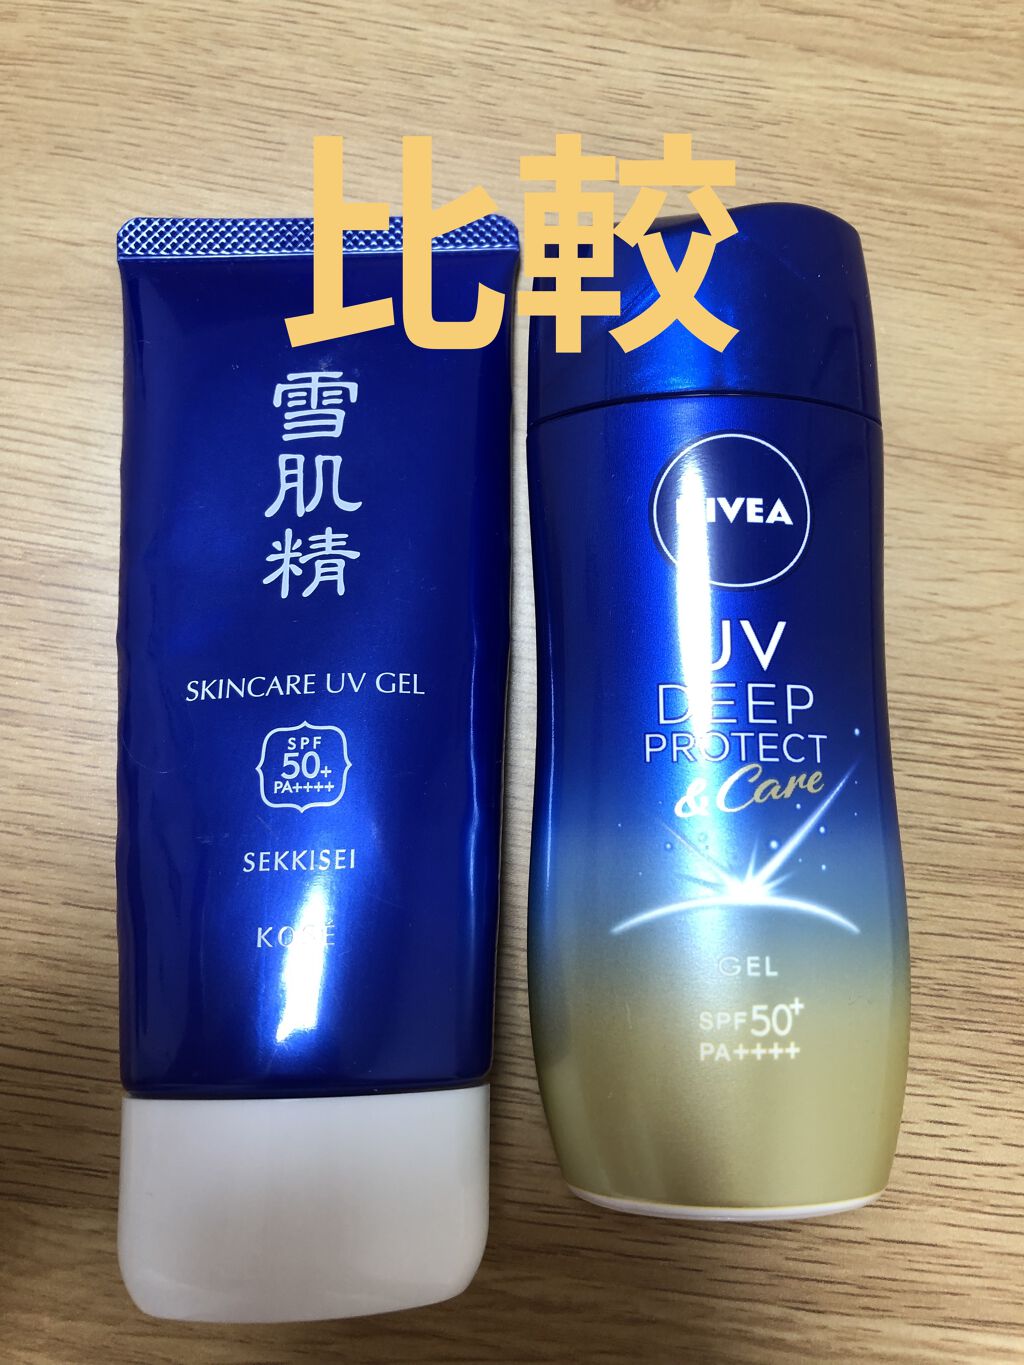 比較
雪肌精
SKINCARE UV GEL
SPF
50+
PA++++
SEKKISEI
KOSÉ
NIVEA
UV
DEEP
PROTECT
& Care
GEL
SPF50+
PA++++